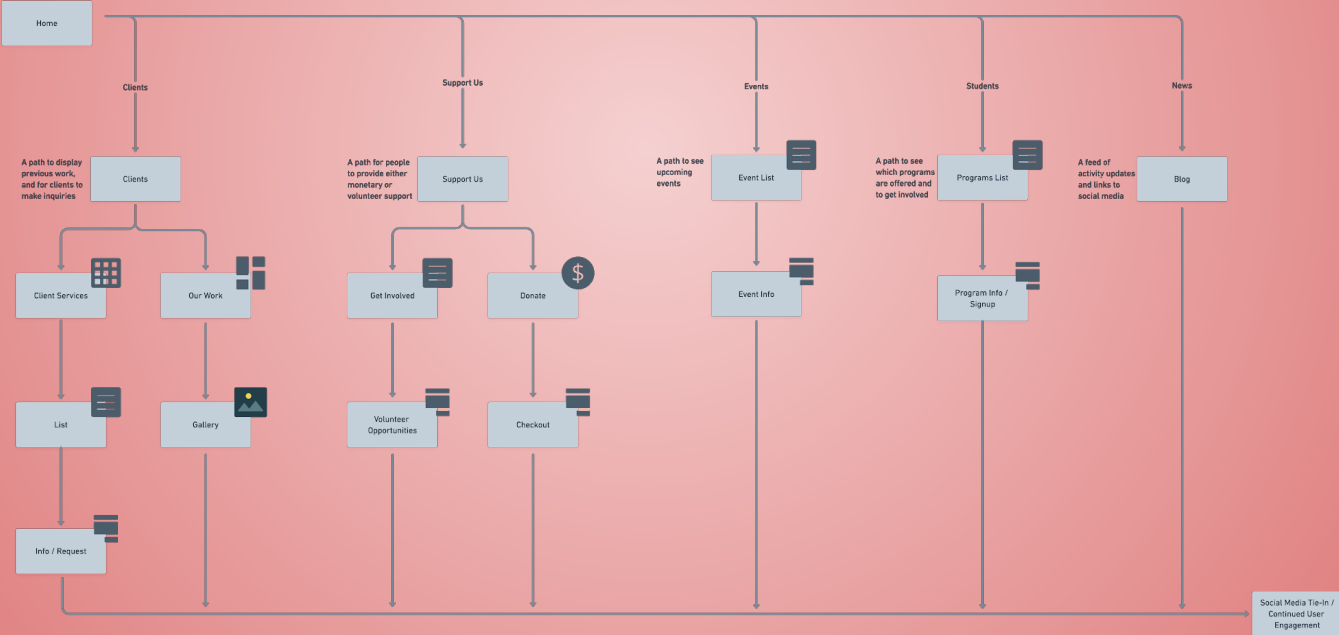 Home
Clients
Support Us
Events
Students
News
A path to display
previous work,
and for clients to
make inquiries
Clients
A path for people
to provide either
monetary or
volunteer support
Support Us
A path to see
upcoming
events
Event List
A path to see
which programs
are offered and
to get involved
Programs List
A feed of
activity updates
and links to
social media
Blog
Client Services
Our Work
Get Involved
$
Donate
Event Info
Program Info /
Signup
List
Gallery
Volunteer
Opportunities
Checkout
Info / Request
Social Media Tie-In /
Continued User
Engagement